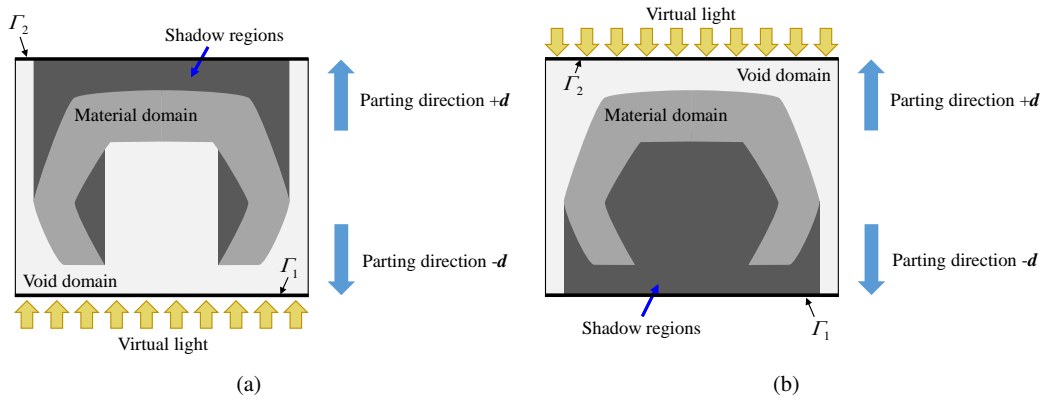 Γ2
Shadow regions
Material domain
Parting direction +d
Parting direction -d
Void domain
Γ1
Virtual light
(a)
Virtual light
Void domain
Γ2
Material domain
Parting direction +d
Parting direction -d
Γ1
Shadow regions
(b)